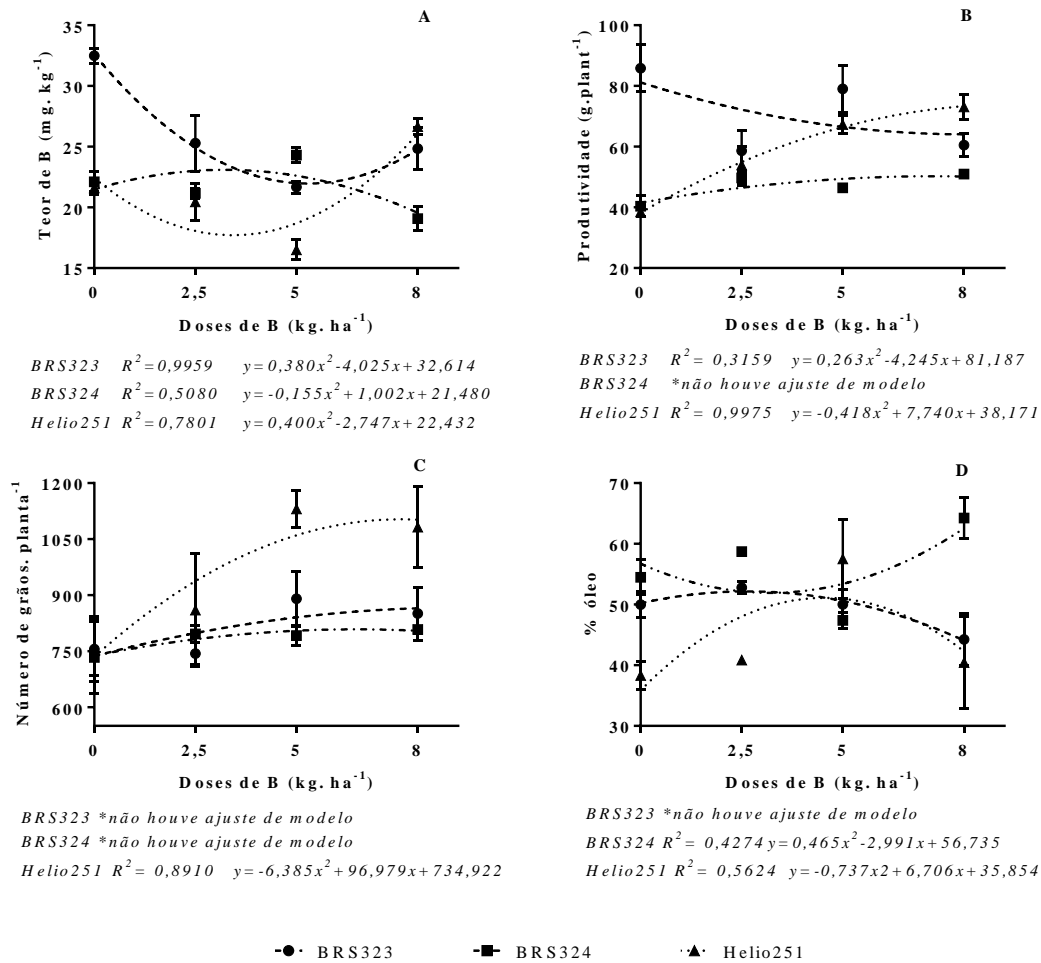 A
Teor de B (mg. kg⁻¹)
35
30
25
20
15
0 2,5 5 8
Doses de B (kg. ha⁻¹)
BRS323 R²=0,9959 y=0,380x²-4,025x+32,614
BRS324 R²=0,5080 y=-0,155x²+1,002x+21,480
Helio251 R²=0,7801 y=0,400x²-2,747x+22,432
B
Produtividade (g.plant⁻¹)
100
80
60
40
20
0 2,5 5 8
Doses de B (kg. ha⁻¹)
BRS323 R²= 0,3159 y=0,263x²-4,245x+81,187
BRS324 *não houve ajuste de modelo
Helio251 R²= 0,9975 y=-0,418x²+7,740x+38,171
C
Número de grãos. planta⁻¹
1200
1050
900
750
600
0 2,5 5 8
Doses de B (kg. ha⁻¹)
BRS323 *não houve ajuste de modelo
BRS324 *não houve ajuste de modelo
Helio251 R²= 0,8910 y=-6,385x²+96,979x+734,922
D
% óleo
70
60
50
40
30
0 2,5 5 8
Doses de B (kg. ha⁻¹)
BRS323 *não houve ajuste de modelo
BRS324 R²= 0,4274 y=0,465x²-2,991x+56,735
Helio251 R²= 0,5624 y=-0,737x2+6,706x+35,854
BRS323 BRS324 Helio251